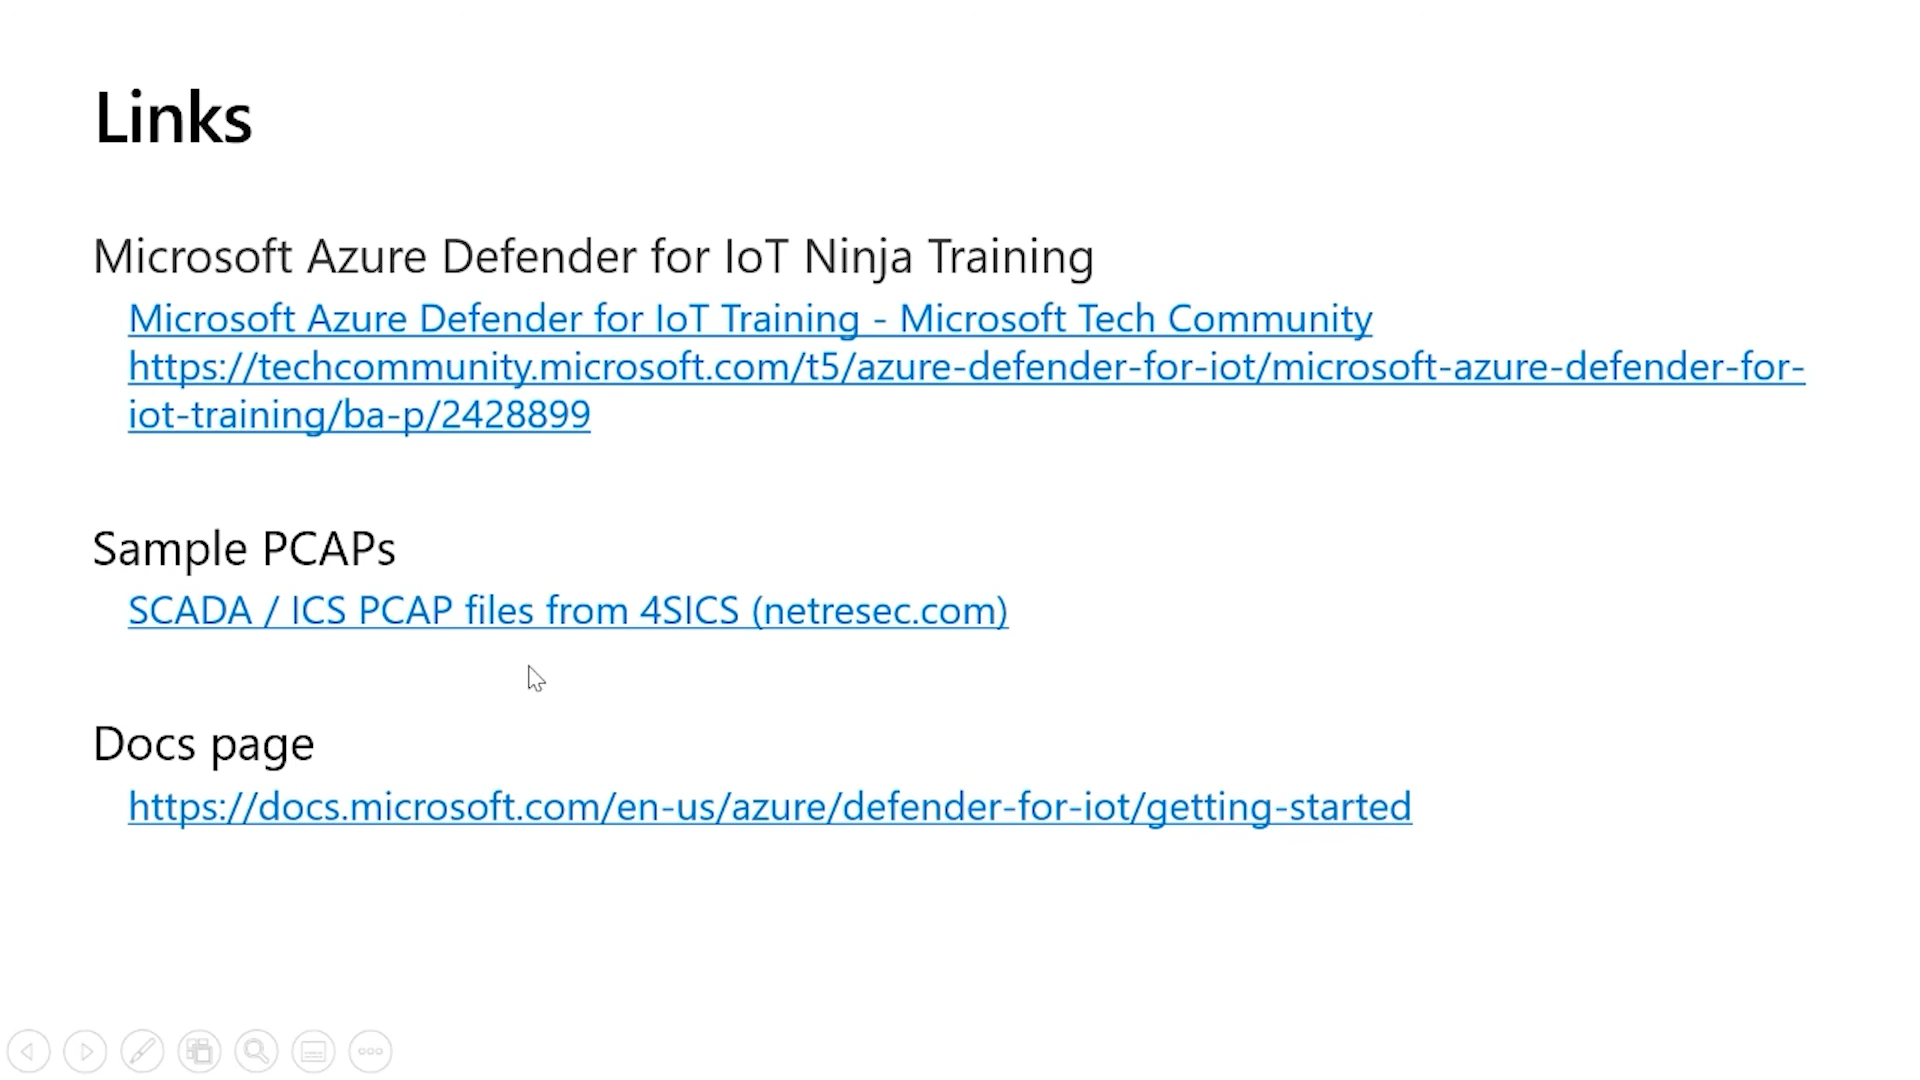 Links
Microsoft Azure Defender for IoT Ninja Training
Microsoft Azure Defender for IoT Training - Microsoft Tech Community
https://techcommunity.microsoft.com/t5/azure-defender-for-iot/microsoft-azure-defender-for-
iot-training/ba-p/2428899
Sample PCAPs
SCADA / ICS PCAP files from 4SICS (netresec.com)
Docs page
https://docs.microsoft.com/en-us/azure/defender-for-iot/getting-started